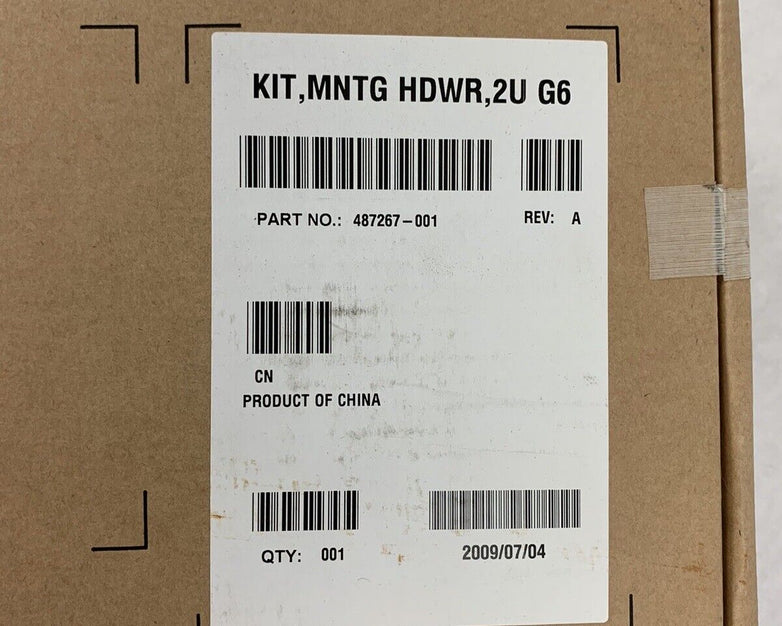 KIT,MNTG HDWR,2U G6
PART NO.: 487267-001 REV: A
CN
PRODUCT OF CHINA
QTY: 001 2009/07/04